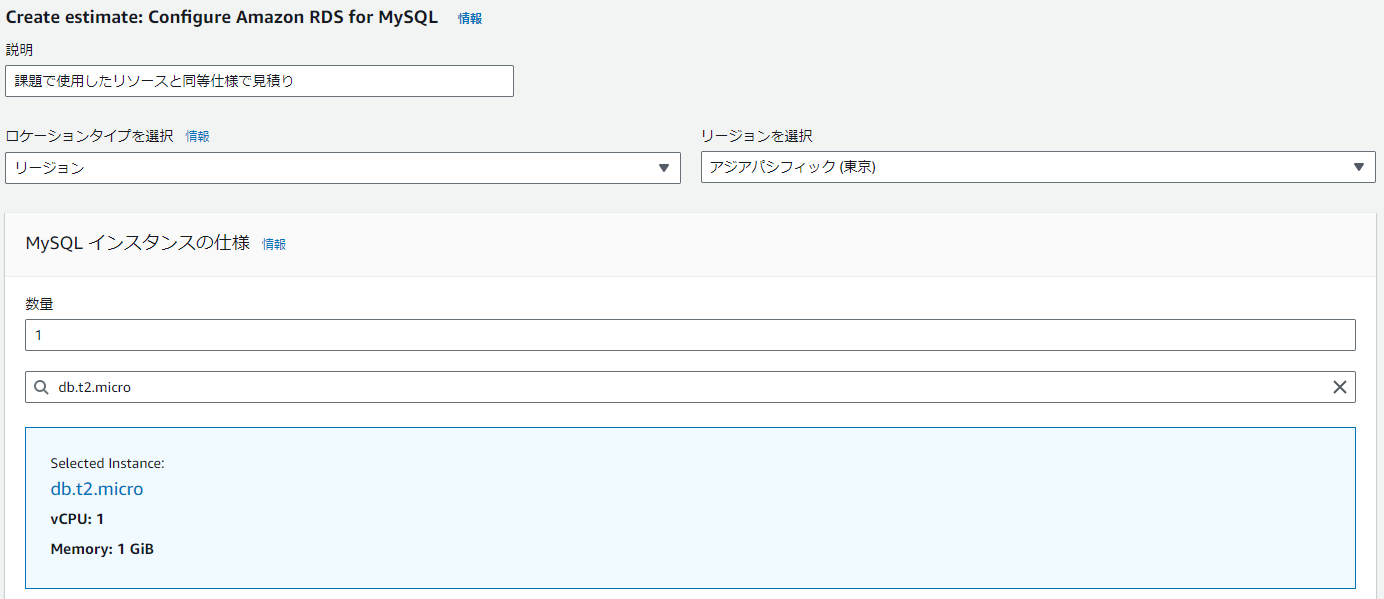 Create estimate: Configure Amazon RDS for MySQL 情報
説明
課題で使用したリソースと同等仕様で見積り
ロケーションタイプを選択 情報
リージョンを選択
リージョン
アジアパシフィック (東京)
MySQL インスタンスの仕様 情報
数量
1
db.t2.micro
Selected Instance:
db.t2.micro
vCPU: 1
Memory: 1 GiB